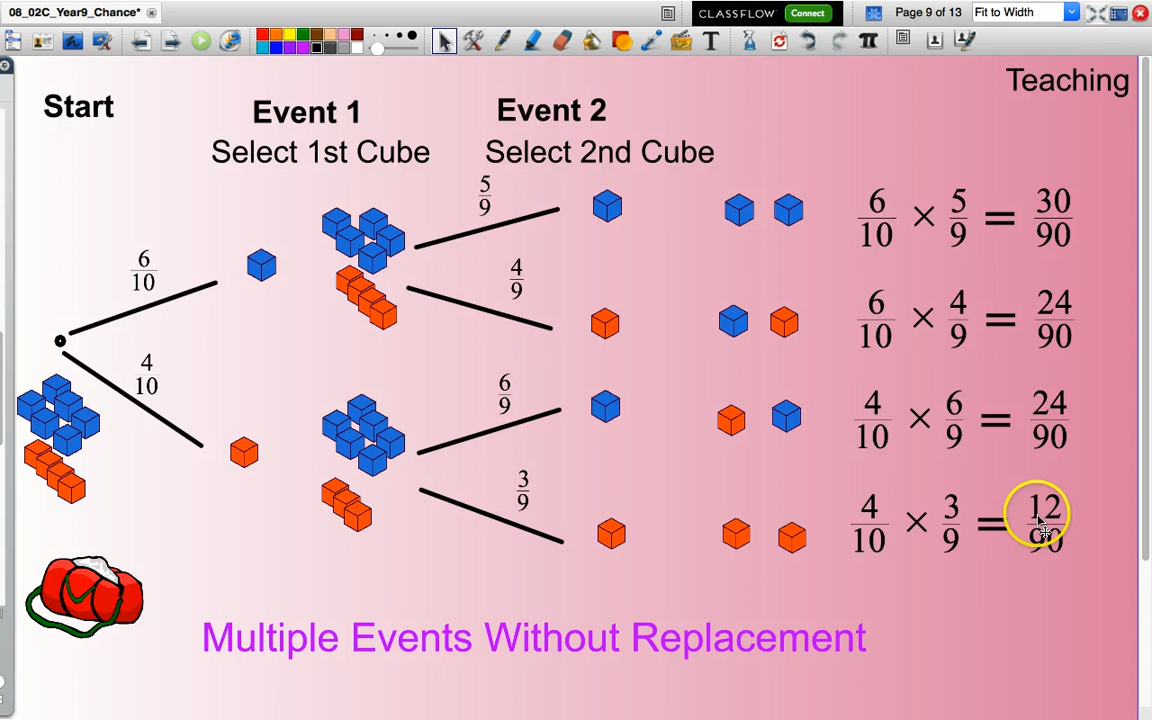 08_02C_Year9_Chance*
CLASSFLOW Connect
Page 9 of 13
Fit to Width
Teaching
Start
Event 1
Event 2
Select 1st Cube
Select 2nd Cube
5/9
6/10 × 5/9 = 30/90
6/10
4/9
6/10 × 4/9 = 24/90
4/10
6/9
4/10 × 6/9 = 24/90
3/9
4/10 × 3/9 = 12/90
Multiple Events Without Replacement